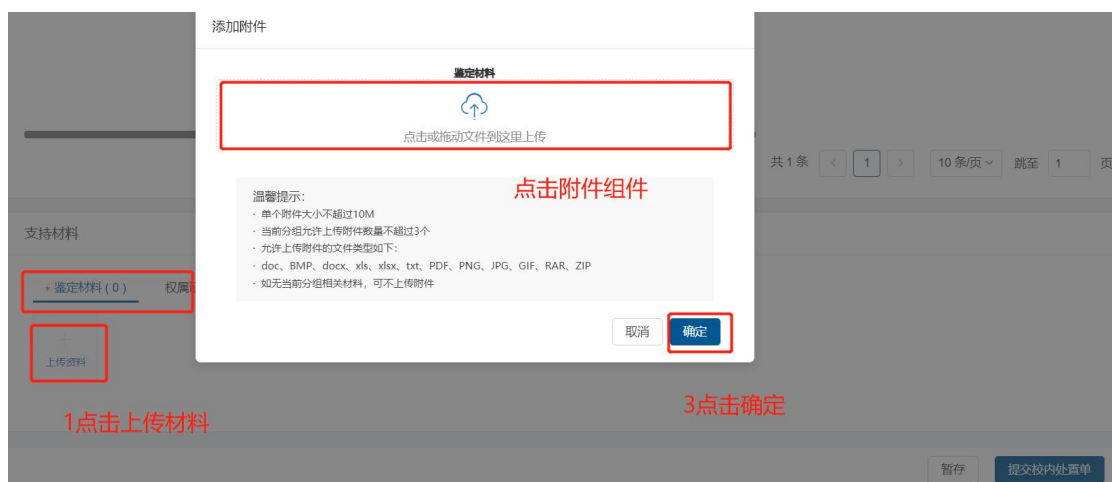 添加附件
鉴定材料
点击或拖动文件到这里上传
共1条 < 1 > 10条/页 跳至 1 页
点击附件组件
温馨提示:
· 单个附件大小不超过10M
· 当前分组允许上传附件数量不超过3个
· 允许上传附件的文件类型如下:
· doc、BMP、docx、xls、xlsx、txt、PDF、PNG、JPG、GIF、RAR、ZIP
· 如无当前分组相关材料，可不上传附件
支持材料
* 鉴定材料 ( 0 ) 权属
取消 确定
上传资料
1点击上传材料
3点击确定
暂存 提交校内处置单